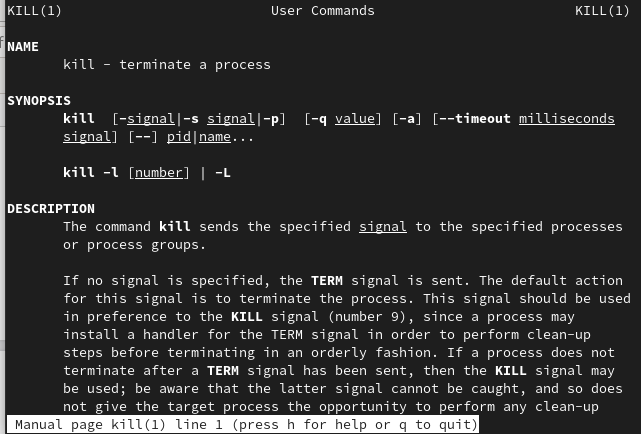 KILL(1) User Commands KILL(1)
NAME
kill - terminate a process
SYNOPSIS
kill [-signal|-s signal|-p] [-q value] [-a] [--timeout milliseconds
signal] [--] pid|name...
kill -l [number] | -L
DESCRIPTION
The command kill sends the specified signal to the specified processes
or process groups.
If no signal is specified, the TERM signal is sent. The default action
for this signal is to terminate the process. This signal should be used
in preference to the KILL signal (number 9), since a process may
install a handler for the TERM signal in order to perform clean-up
steps before terminating in an orderly fashion. If a process does not
terminate after a TERM signal has been sent, then the KILL signal may
be used; be aware that the latter signal cannot be caught, and so does
not give the target process the opportunity to perform any clean-up
Manual page kill(1) line 1 (press h for help or q to quit)